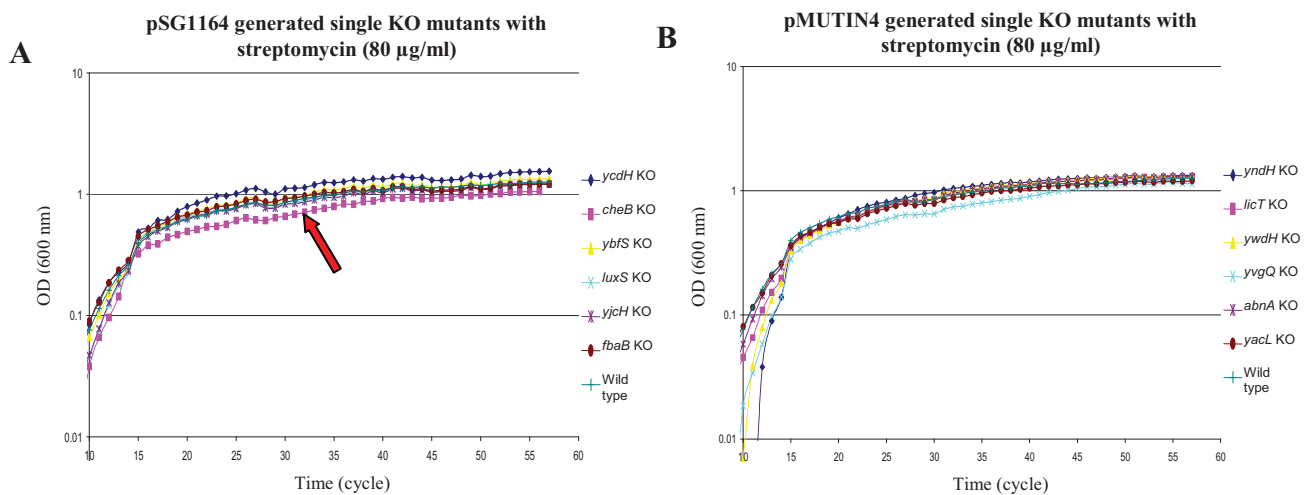 A
pSG1164 generated single KO mutants with
streptomycin (80 µg/ml)
OD (600 nm)
10
1
0.1
0.01
10 15 20 25 30 35 40 45 50 55 60
Time (cycle)
ycdH KO
cheB KO
ybfS KO
luxS KO
yjcH KO
fbaB KO
Wild
type
B
pMUTIN4 generated single KO mutants with
streptomycin (80 µg/ml)
OD (600 nm)
10
1
0.1
0.01
10 15 20 25 30 35 40 45 50 55 60
Time (cycle)
yndH KO
licT KO
ywdH KO
yvgQ KO
abnA KO
yacL KO
Wild
type